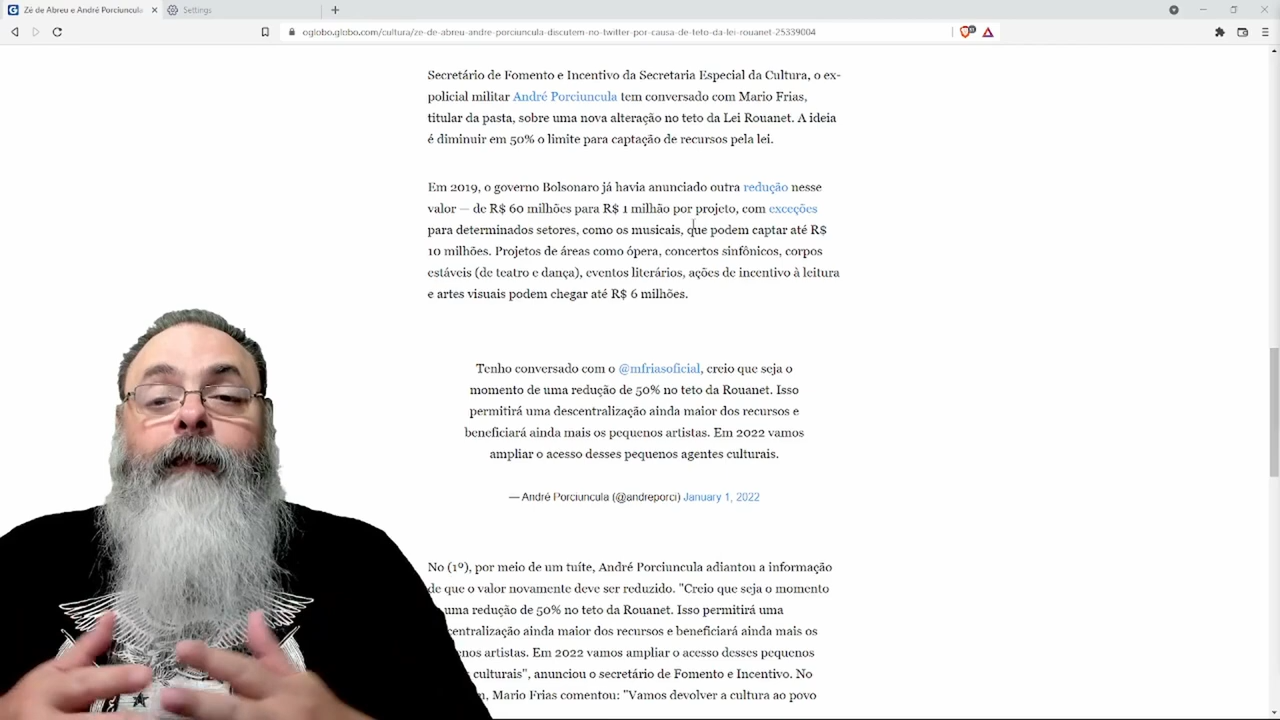 Zé de Abreu e André Porciuncula
Settings
oglobo.globo.com/cultura/ze-de-abreu-andre-porciuncula-discutem-no-twitter-por-causa-de-teto-da-lei-rouanet-25339004
Secretário de Fomento e Incentivo da Secretaria Especial da Cultura, o ex-
policial militar André Porciuncula tem conversado com Mario Frias,
titular da pasta, sobre uma nova alteração no teto da Lei Rouanet. A ideia
é diminuir em 50% o limite para captação de recursos pela lei.
Em 2019, o governo Bolsonaro já havia anunciado outra redução nesse
valor — de R$ 60 milhões para R$ 1 milhão por projeto, com exceções
para determinados setores, como os musicais, que podem captar até R$
10 milhões. Projetos de áreas como ópera, concertos sinfônicos, corpos
estáveis (de teatro e dança), eventos literários, ações de incentivo à leitura
e artes visuais podem chegar até R$ 6 milhões.
Tenho conversado com o @mfriasoficial, creio que seja o
momento de uma redução de 50% no teto da Rouanet. Isso
permitirá uma descentralização ainda maior dos recursos e
beneficiará ainda mais os pequenos artistas. Em 2022 vamos
ampliar o acesso desses pequenos agentes culturais.
— André Porciuncula (@andreporci) January 1, 2022
No (1º), por meio de um tuíte, André Porciuncula adiantou a informação
de que o valor novamente deve ser reduzido. "Creio que seja o momento
uma redução de 50% no teto da Rouanet. Isso permitirá uma
centralização ainda maior dos recursos e beneficiará ainda mais os
enos artistas. Em 2022 vamos ampliar o acesso desses pequenos
culturais", anunciou o secretário de Fomento e Incentivo. No
Mario Frias comentou: "Vamos devolver a cultura ao povo